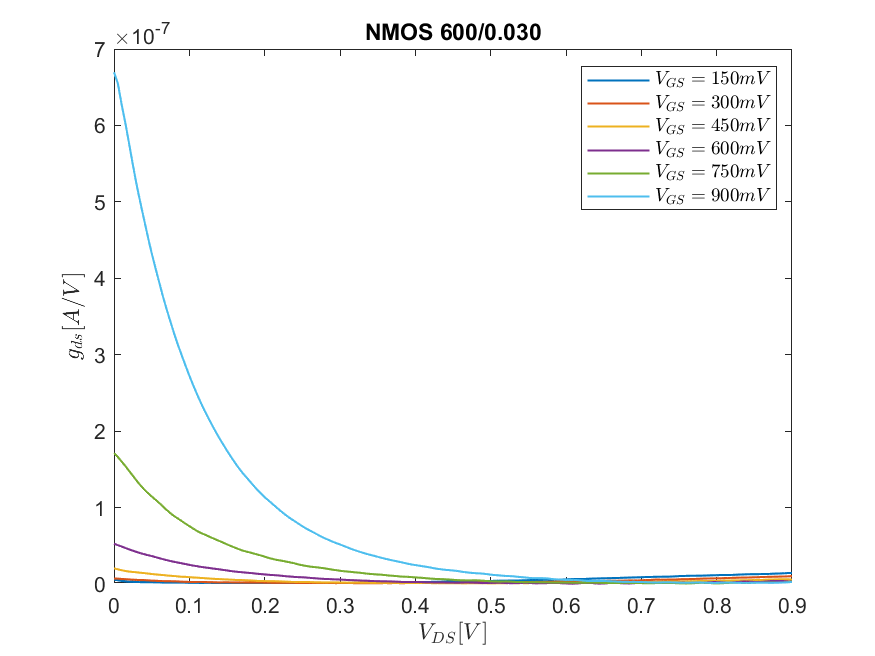 NMOS 600/0.030
×10⁻⁷
7
6
5
4
3
2
1
0
g_ds[A/V]
V_GS = 150mV
V_GS = 300mV
V_GS = 450mV
V_GS = 600mV
V_GS = 750mV
V_GS = 900mV
0 0.1 0.2 0.3 0.4 0.5 0.6 0.7 0.8 0.9
V_DS[V]